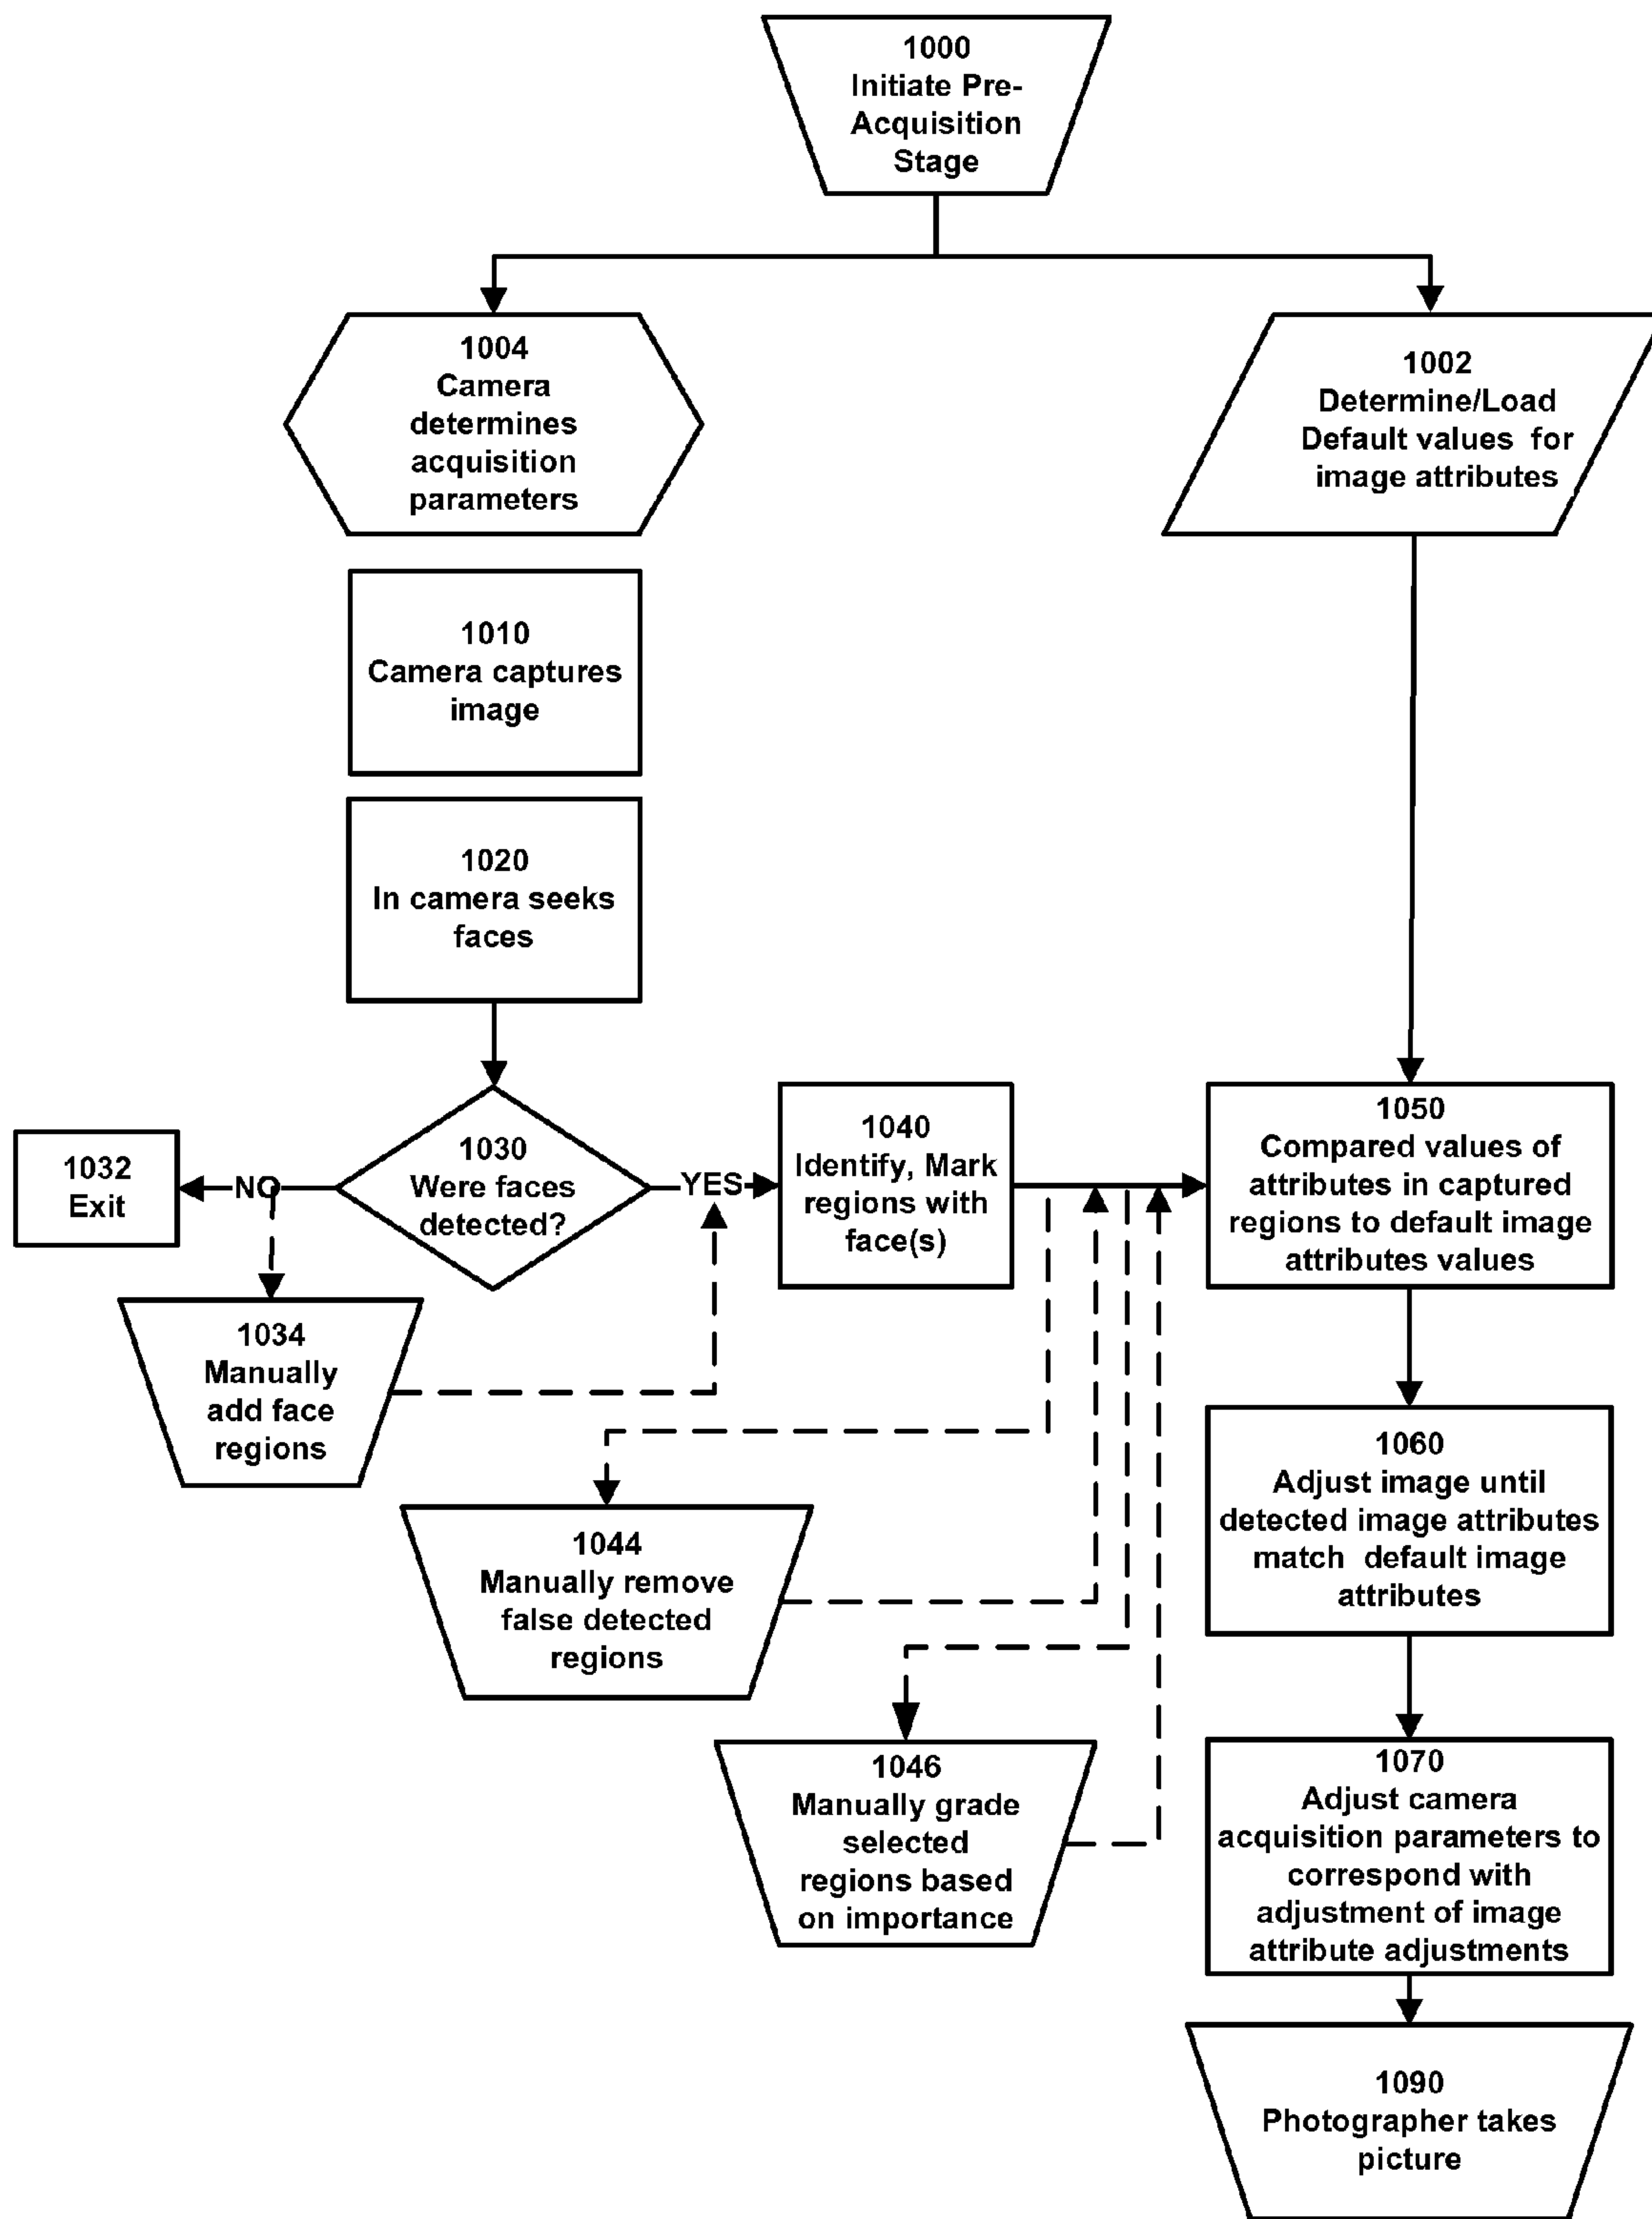 1000
Initiate Pre-
Acquisition
Stage
1004
Camera
determines
acquisition
parameters
1002
Determine/Load
Default values for
image attributes
1010
Camera captures
image
1020
In camera seeks
faces
1032
Exit
NO
1030
Were faces
detected?
YES
1040
Identify, Mark
regions with
face(s)
1050
Compared values of
attributes in captured
regions to default image
attributes values
1034
Manually
add face
regions
1044
Manually remove
false detected
regions
1060
Adjust image until
detected image attributes
match default image
attributes
1046
Manually grade
selected
regions based
on importance
1070
Adjust camera
acquisition parameters to
correspond with
adjustment of image
attribute adjustments
1090
Photographer takes
picture